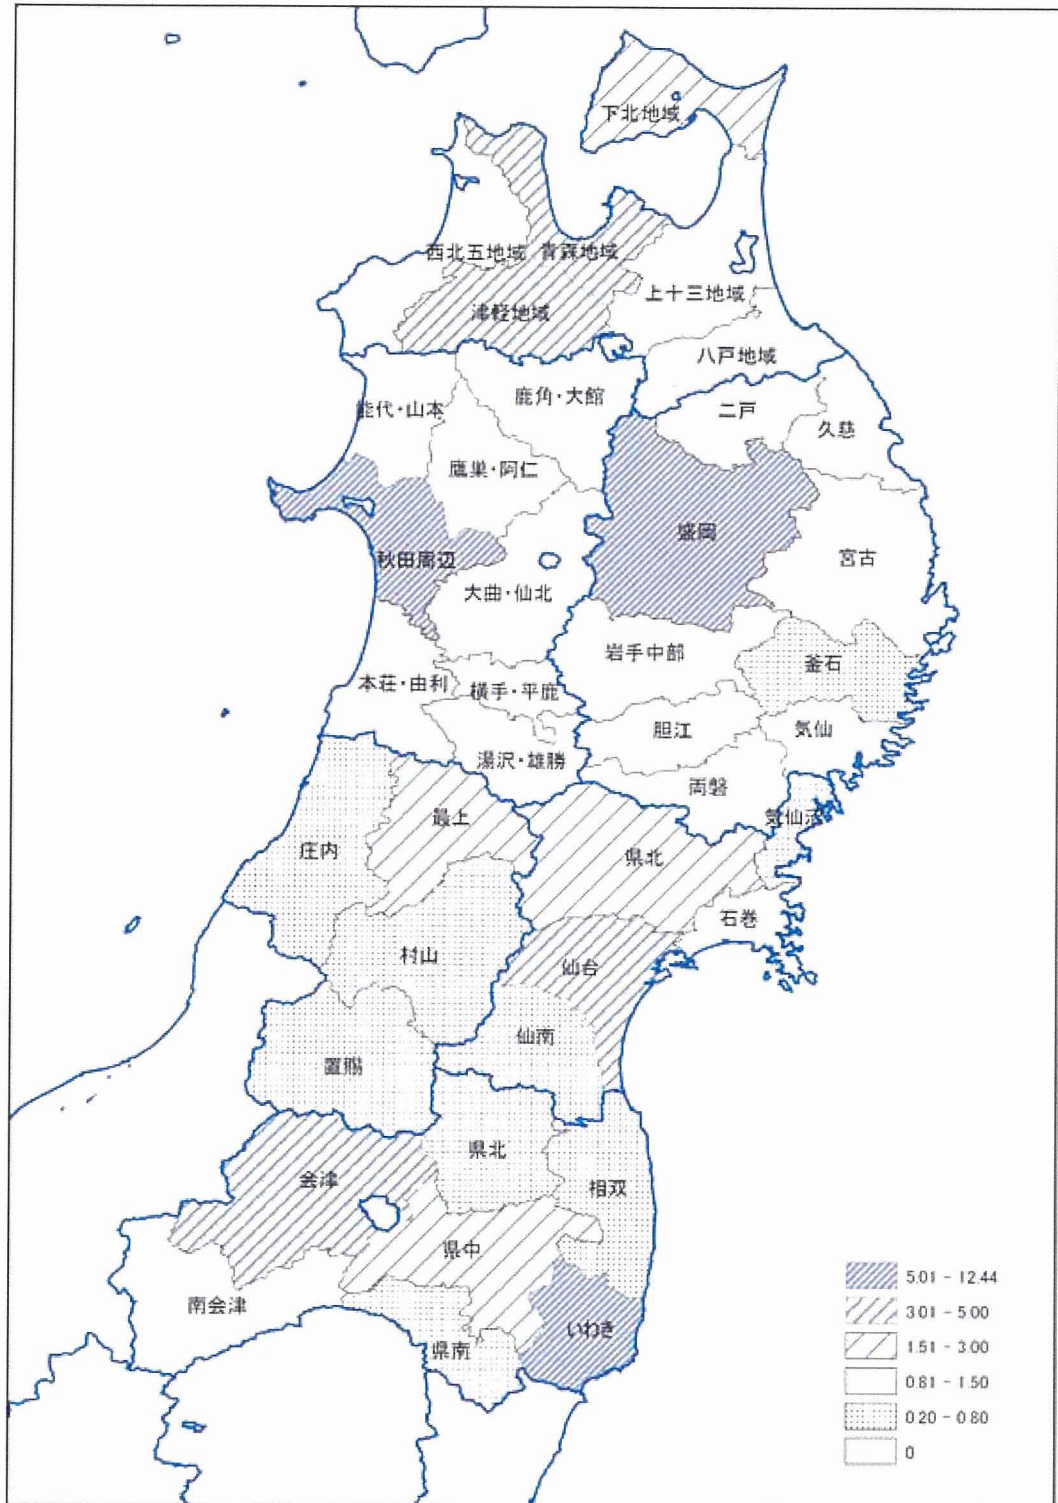 下北地域
西北五地域
青森地域
津軽地域
上十三地域
八戸地域
能代・山本
鹿角・大館
二戸
久慈
鷹巣・阿仁
秋田周辺
盛岡
宮古
大曲・仙北
岩手中部
釜石
本荘・由利
横手・平鹿
胆江
気仙
湯沢・雄勝
両磐
気仙沼
最上
庄内
県北
石巻
村山
仙台
仙南
置賜
県北
相双
会津
県中
南会津
いわき
県南
5.01 - 12.44
3.01 - 5.00
1.51 - 3.00
0.81 - 1.50
0.20 - 0.80
0